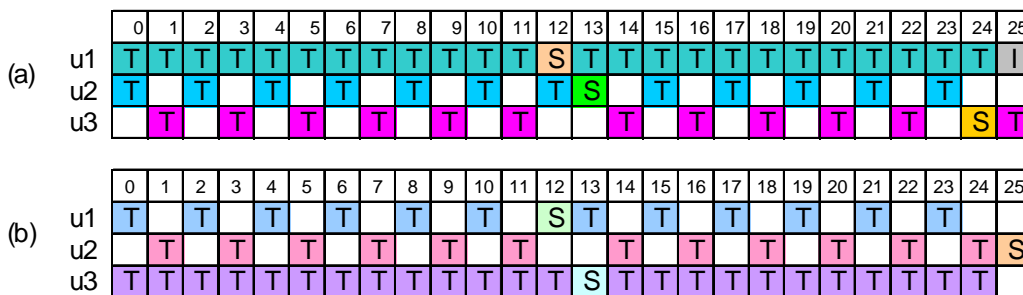 0 1 2 3 4 5 6 7 8 9 10 11 12 13 14 15 16 17 18 19 20 21 22 23 24 25
u1 T T T T T T T T T T T T S T T T T T T T T T T T T I
(a)
u2 T T T T T T T S T T T T T
u3 T T T T T T T T T T T S T
0 1 2 3 4 5 6 7 8 9 10 11 12 13 14 15 16 17 18 19 20 21 22 23 24 25
u1 T T T T T T S T T T T T T
(b)
u2 T T T T T T T T T T T T S
u3 T T T T T T T T T T T T T S T T T T T T T T T T T